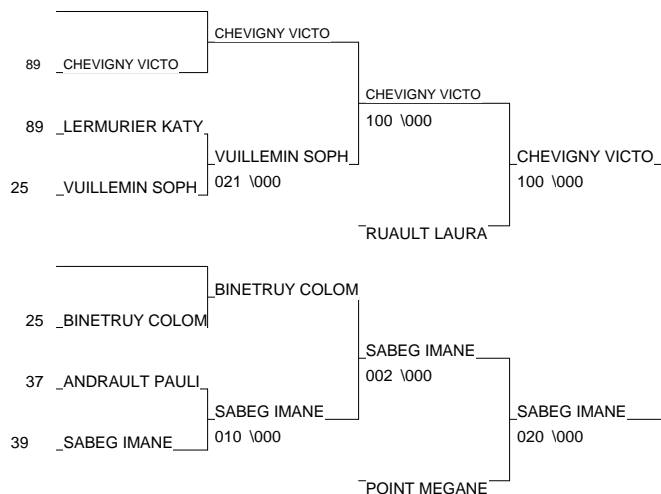 CHEVIGNY VICTO
89 CHEVIGNY VICTO
CHEVIGNY VICTO
100 \000
89 LERMURIER KATY
VUILLEMIN SOPH
021 \000
CHEVIGNY VICTO
100 \000
25 VUILLEMIN SOPH
RUAULT LAURA
BINETRUY COLOM
25 BINETRUY COLOM
SABEG IMANE
002 \000
37 ANDRAULT PAULI
SABEG IMANE
010 \000
SABEG IMANE
020 \000
39 SABEG IMANE
POINT MEGANE